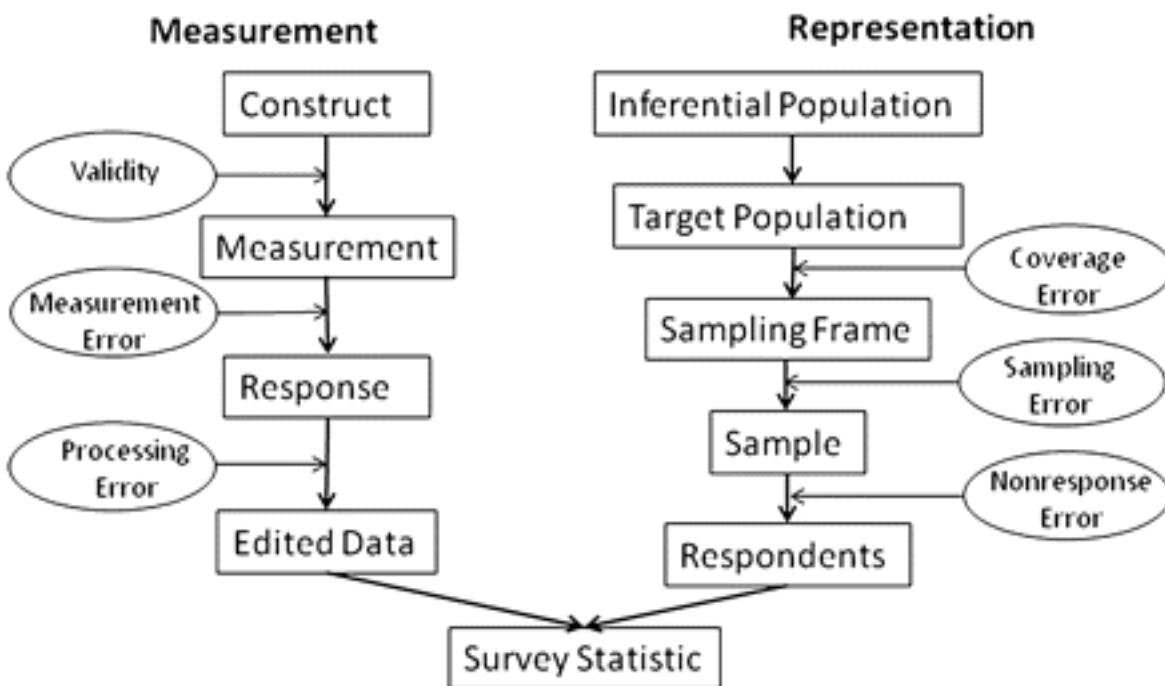 Measurement
Construct
Validity
Measurement
Measurement
Error
Response
Processing
Error
Edited Data
Representation
Inferential Population
Target Population
Coverage
Error
Sampling Frame
Sampling
Error
Sample
Nonresponse
Error
Respondents
Survey Statistic